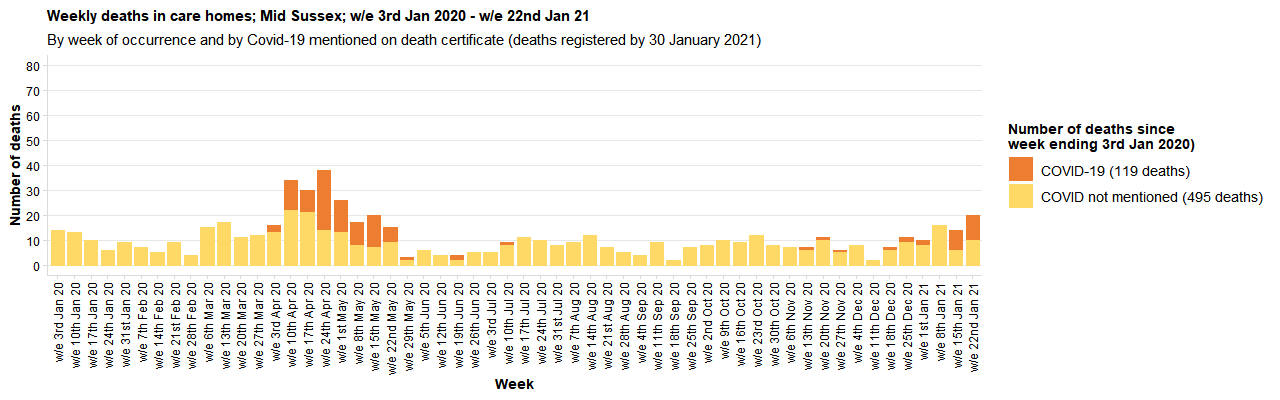 Weekly deaths in care homes; Mid Sussex; w/e 3rd Jan 2020 - w/e 22nd Jan 21
By week of occurrence and by Covid-19 mentioned on death certificate (deaths registered by 30 January 2021)
Number of deaths
80
70
60
50
40
30
20
10
0
w/e 3rd Jan 20
w/e 10th Jan 20
w/e 17th Jan 20
w/e 24th Jan 20
w/e 31st Jan 20
w/e 7th Feb 20
w/e 14th Feb 20
w/e 21st Feb 20
w/e 28th Feb 20
w/e 6th Mar 20
w/e 13th Mar 20
w/e 20th Mar 20
w/e 27th Mar 20
w/e 3rd Apr 20
w/e 10th Apr 20
w/e 17th Apr 20
w/e 24th Apr 20
w/e 1st May 20
w/e 8th May 20
w/e 15th May 20
w/e 22nd May 20
w/e 29th May 20
w/e 5th Jun 20
w/e 12th Jun 20
w/e 19th Jun 20
w/e 26th Jun 20
w/e 3rd Jul 20
w/e 10th Jul 20
w/e 17th Jul 20
w/e 24th Jul 20
w/e 31st Jul 20
w/e 7th Aug 20
w/e 14th Aug 20
w/e 21st Aug 20
w/e 28th Aug 20
w/e 4th Sep 20
w/e 11th Sep 20
w/e 18th Sep 20
w/e 25th Sep 20
w/e 2nd Oct 20
w/e 9th Oct 20
w/e 16th Oct 20
w/e 23rd Oct 20
w/e 30th Oct 20
w/e 6th Nov 20
w/e 13th Nov 20
w/e 20th Nov 20
w/e 27th Nov 20
w/e 4th Dec 20
w/e 11th Dec 20
w/e 18th Dec 20
w/e 25th Dec 20
w/e 1st Jan 21
w/e 8th Jan 21
w/e 15th Jan 21
w/e 22nd Jan 21
Week
Number of deaths since
week ending 3rd Jan 2020)
COVID-19 (119 deaths)
COVID not mentioned (495 deaths)